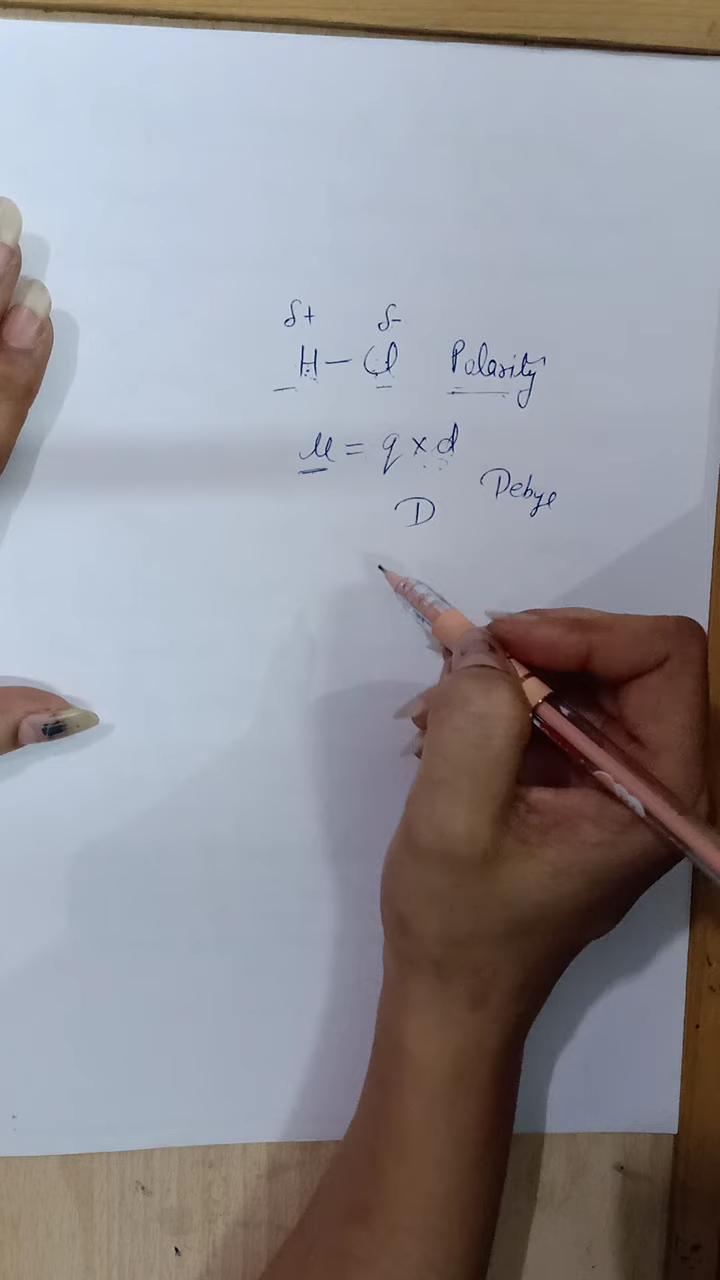 δ+ δ-
H-Cl Polarity
μ = q × d
Debye
D